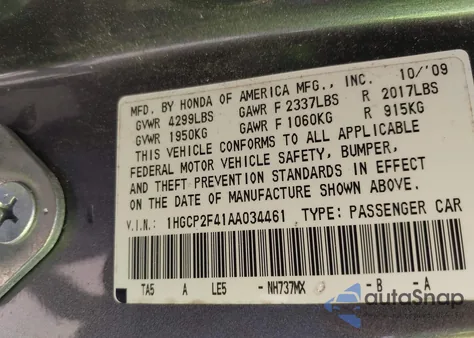 MFD. BY HONDA OF AMERICA MFG., INC. 10/'09
GVWR 4299LBS GAWR F 2337LBS R 2017LBS
GVWR 1950KG GAWR F 1060KG R 915KG
THIS VEHICLE CONFORMS TO ALL APPLICABLE
FEDERAL MOTOR VEHICLE SAFETY, BUMPER,
AND THEFT PREVENTION STANDARDS IN EFFECT
ON THE DATE OF MANUFACTURE SHOWN ABOVE.
V.I.N.: 1HGCP2F41AA034461 TYPE: PASSENGER CAR
TA5 A LE5 -NH737MX -B -A
autoSnap